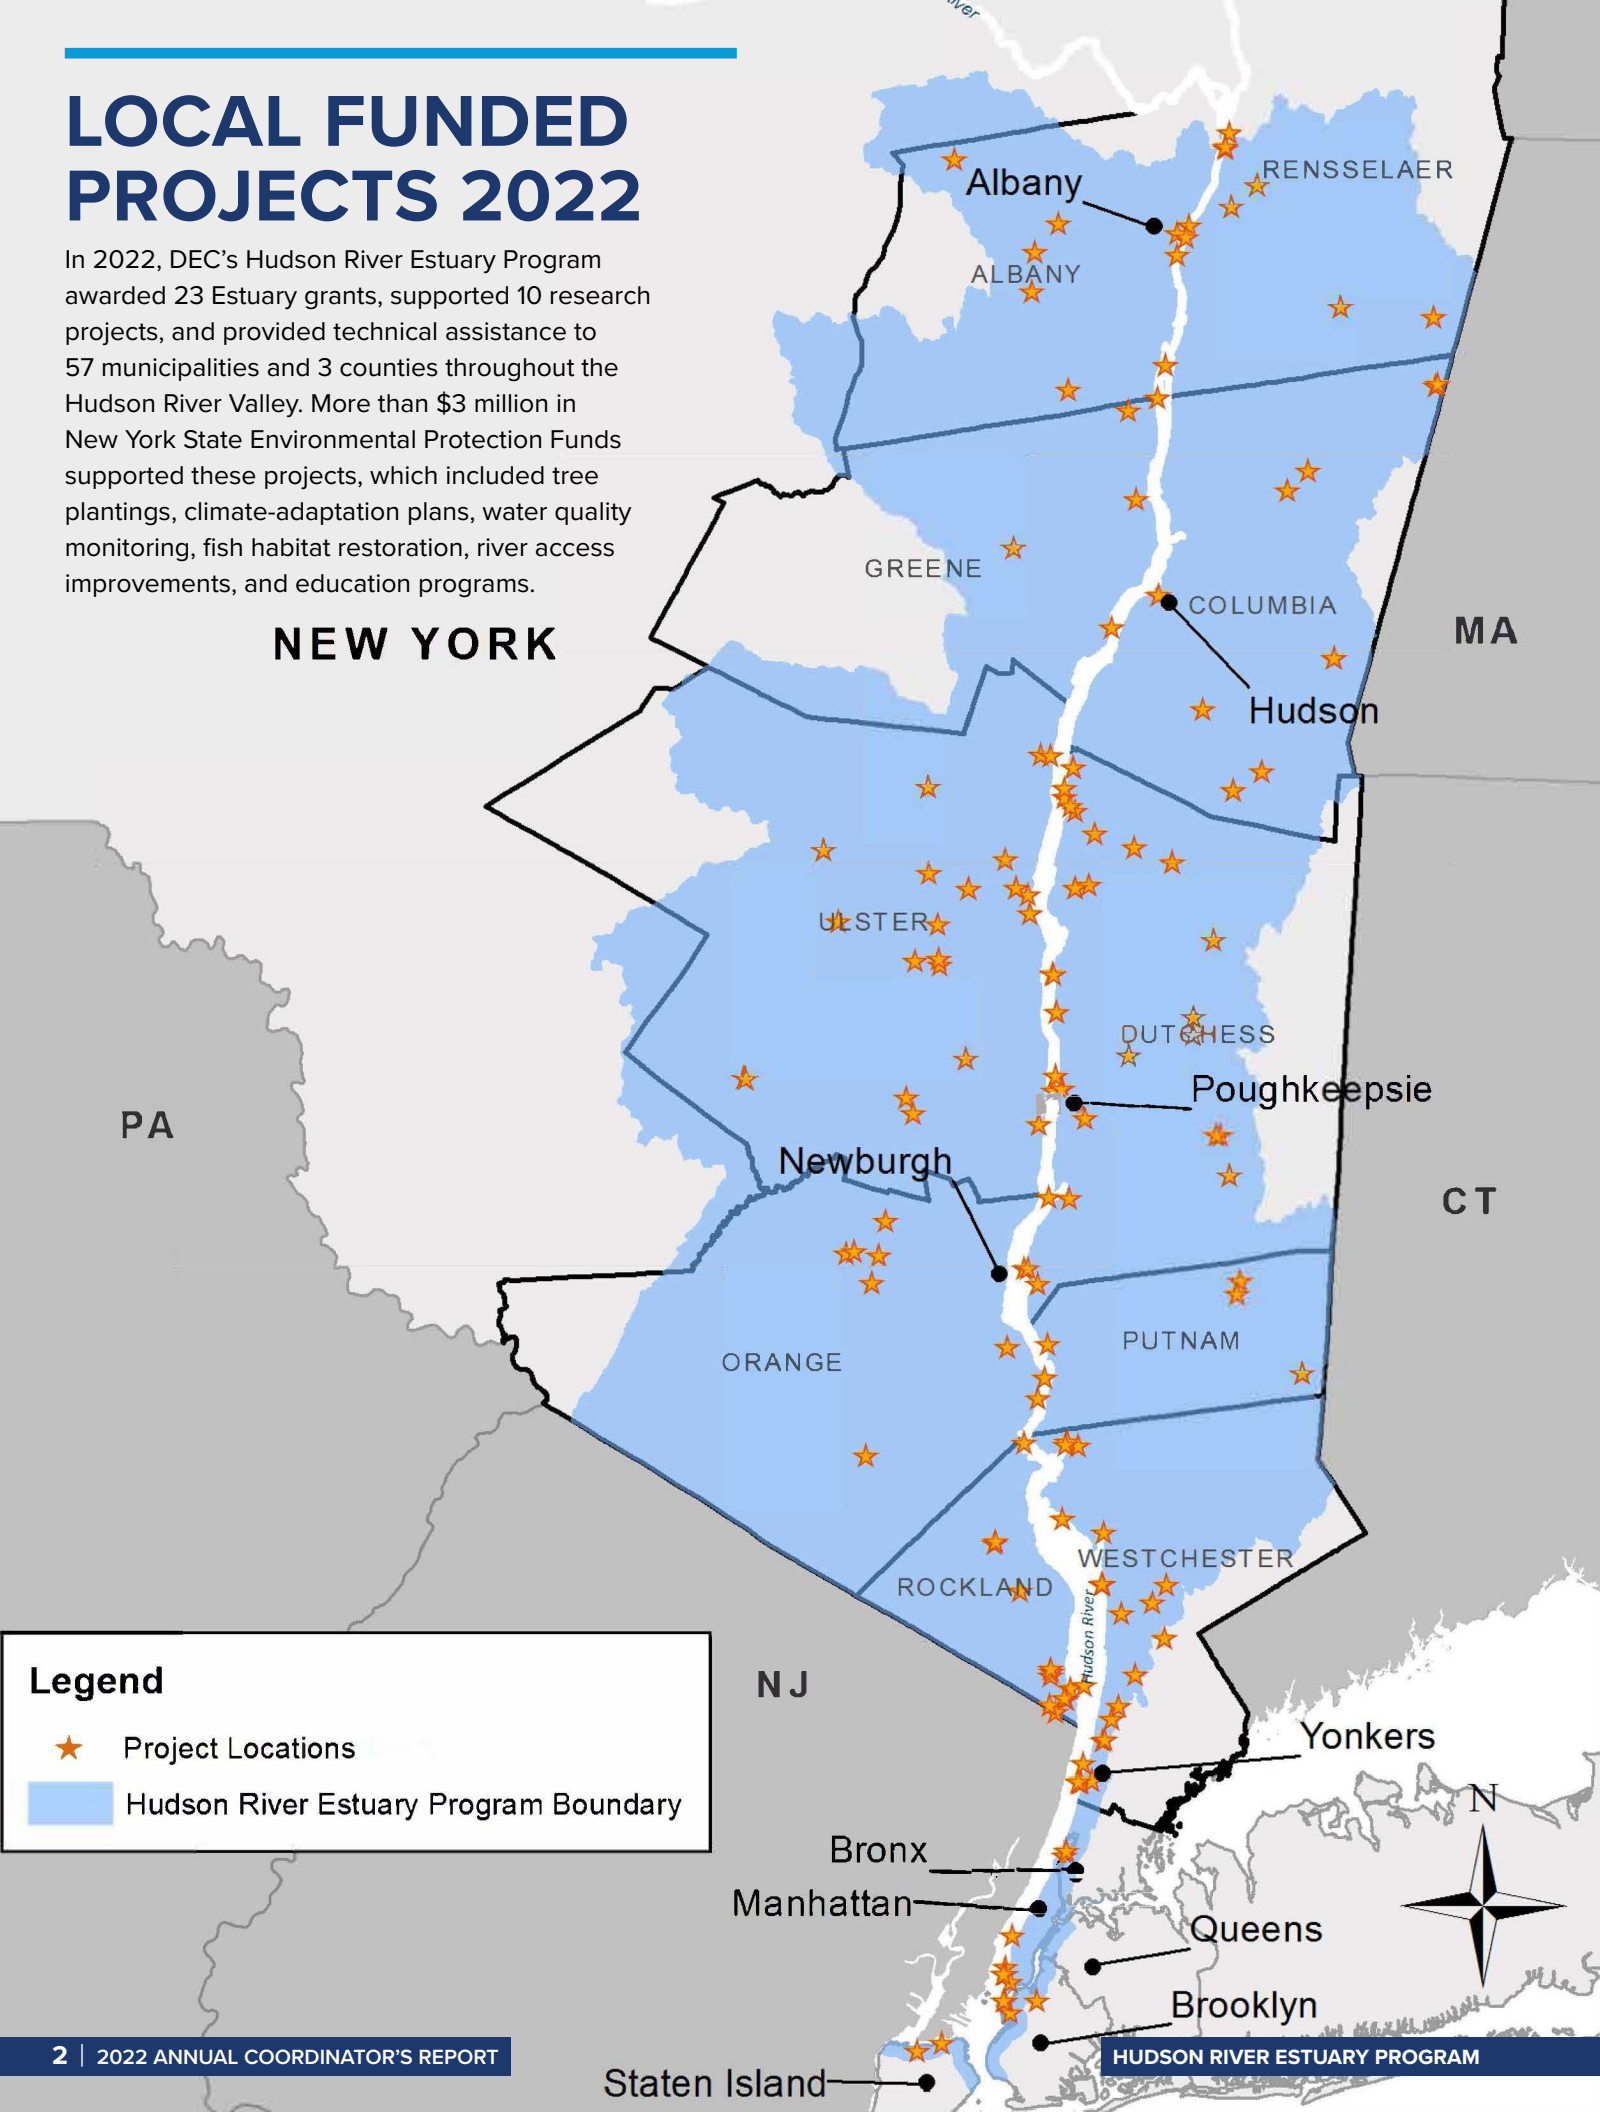 River
LOCAL FUNDED
PROJECTS 2022
In 2022, DEC’s Hudson River Estuary Program
awarded 23 Estuary grants, supported 10 research
projects, and provided technical assistance to
57 municipalities and 3 counties throughout the
Hudson River Valley. More than $3 million in
New York State Environmental Protection Funds
supported these projects, which included tree
plantings, climate-adaptation plans, water quality
monitoring, fish habitat restoration, river access
improvements, and education programs.
RENSSELAER
Albany
ALBANY
GREENE
COLUMBIA
MA
NEW YORK
Hudson
ULSTER
DUTCHESS
Poughkeepsie
PA
Newburgh
CT
PUTNAM
ORANGE
WESTCHESTER
ROCKLAND
Hudson River
Legend
Project Locations
Hudson River Estuary Program Boundary
NJ
Yonkers
N
Bronx
Manhattan
Queens
Brooklyn
Staten Island
2 | 2022 ANNUAL COORDINATOR’S REPORT
HUDSON RIVER ESTUARY PROGRAM